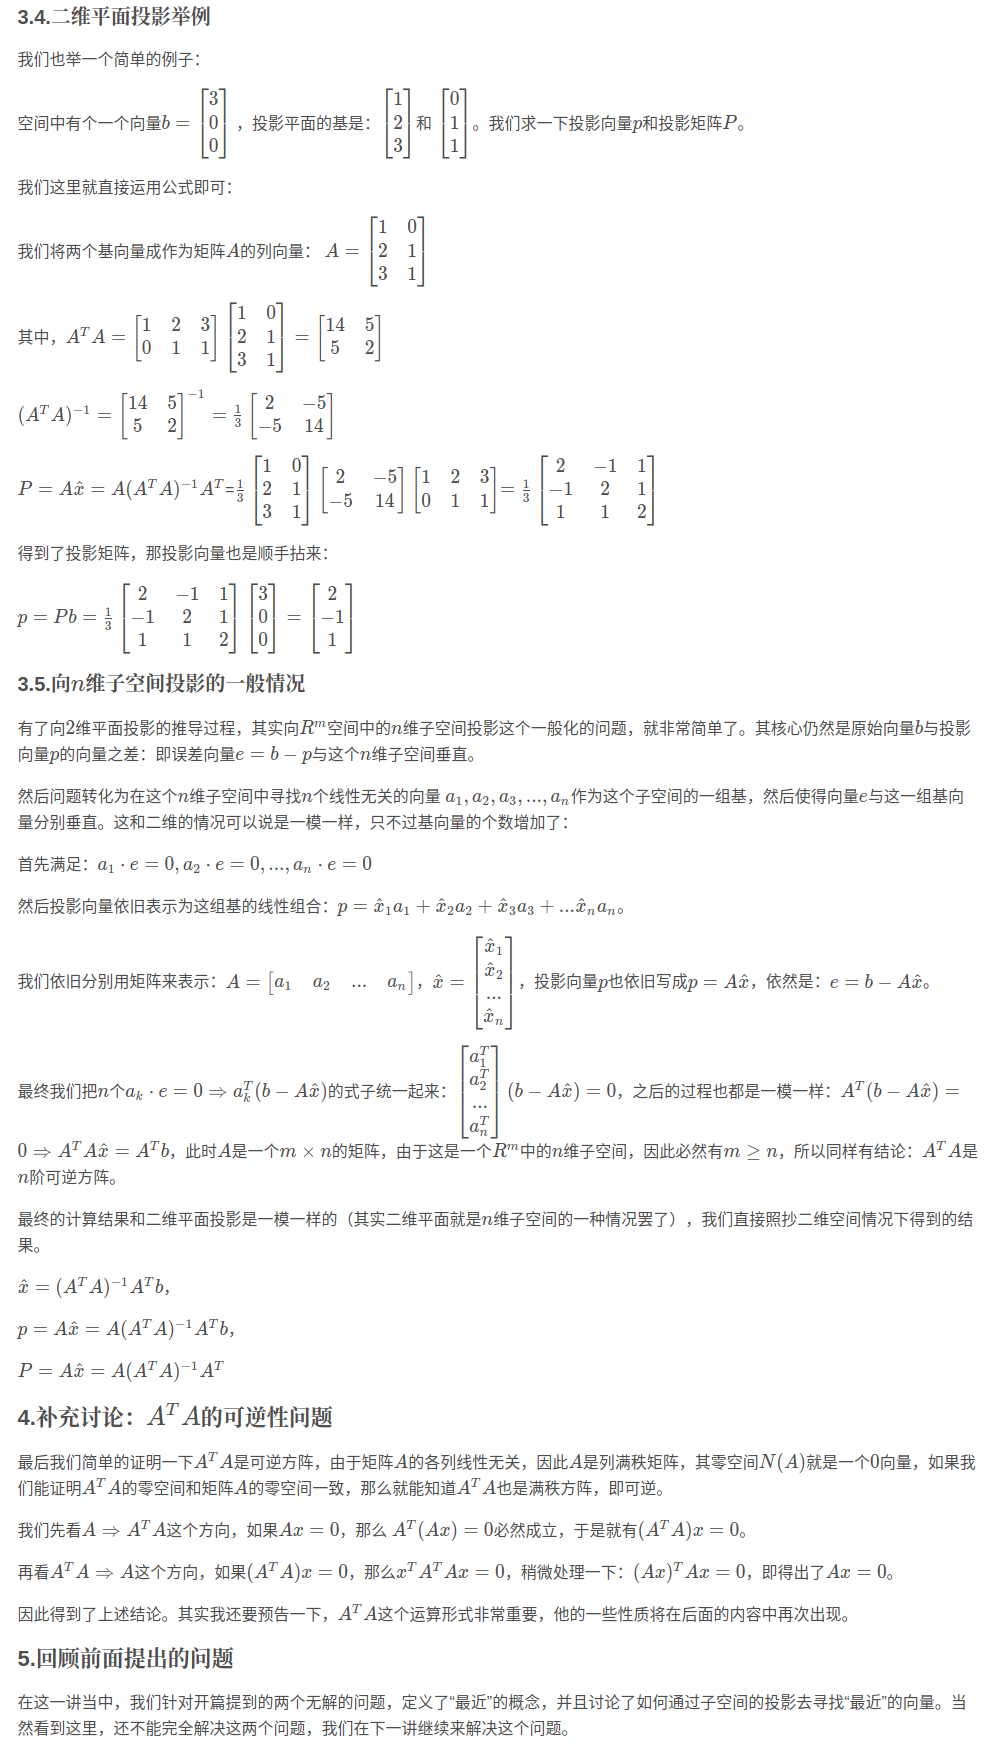 3.4.二维平面投影举例
我们也举一个简单的例子：
空间中有个一个向量$b = \begin{bmatrix} 3 \\ 0 \\ 0 \end{bmatrix}$，投影平面的基是：$\begin{bmatrix} 1 \\ 2 \\ 3 \end{bmatrix}$和$\begin{bmatrix} 0 \\ 1 \\ 1 \end{bmatrix}$。我们求一下投影向量$p$和投影矩阵$P$。
我们这里就直接运用公式即可：
我们将两个基向量成作为矩阵$A$的列向量：$A = \begin{bmatrix} 1 & 0 \\ 2 & 1 \\ 3 & 1 \end{bmatrix}$
其中，$A^T A = \begin{bmatrix} 1 & 2 & 3 \\ 0 & 1 & 1 \end{bmatrix} \begin{bmatrix} 1 & 0 \\ 2 & 1 \\ 3 & 1 \end{bmatrix} = \begin{bmatrix} 14 & 5 \\ 5 & 2 \end{bmatrix}$
$(A^T A)^{-1} = \begin{bmatrix} 14 & 5 \\ 5 & 2 \end{bmatrix}^{-1} = \frac{1}{3} \begin{bmatrix} 2 & -5 \\ -5 & 14 \end{bmatrix}$
$P = A\hat{x} = A(A^T A)^{-1} A^T$=$\frac{1}{3} \begin{bmatrix} 1 & 0 \\ 2 & 1 \\ 3 & 1 \end{bmatrix} \begin{bmatrix} 2 & -5 \\ -5 & 14 \end{bmatrix} \begin{bmatrix} 1 & 2 & 3 \\ 0 & 1 & 1 \end{bmatrix} = \frac{1}{3} \begin{bmatrix} 2 & -1 & 1 \\ -1 & 2 & 1 \\ 1 & 1 & 2 \end{bmatrix}$
得到了投影矩阵，那投影向量也是顺手拈来：
$p = Pb = \frac{1}{3} \begin{bmatrix} 2 & -1 & 1 \\ -1 & 2 & 1 \\ 1 & 1 & 2 \end{bmatrix} \begin{bmatrix} 3 \\ 0 \\ 0 \end{bmatrix} = \begin{bmatrix} 2 \\ -1 \\ 1 \end{bmatrix}$
3.5.向$n$维子空间投影的一般情况
有了向2维平面投影的推导过程，其实向$R^m$空间中的$n$维子空间投影这个一般化的问题，就非常简单了。其核心仍然是原始向量$b$与投影
向量$p$的向量之差：即误差向量$e = b - p$与这个$n$维子空间垂直。
然后问题转化为在这个$n$维子空间中寻找$n$个线性无关的向量 $a_1, a_2, a_3, ..., a_n$作为这个子空间的一组基，然后使得向量$e$与这一组基向
量分别垂直。这和二维的情况可以说是一模一样，只不过基向量的个数增加了：
首先满足：$a_1 \cdot e = 0, a_2 \cdot e = 0, ..., a_n \cdot e = 0$
然后投影向量依旧表示为这组基的线性组合：$p = \hat{x}_1 a_1 + \hat{x}_2 a_2 + \hat{x}_3 a_3 + ... \hat{x}_n a_n$。
我们依旧分别用矩阵来表示：$A = \begin{bmatrix} a_1 & a_2 & ... & a_n \end{bmatrix}$，$\hat{x} = \begin{bmatrix} \hat{x}_1 \\ \hat{x}_2 \\ ... \\ \hat{x}_n \end{bmatrix}$，投影向量$p$也依旧写成$p = A\hat{x}$，依然是：$e = b - A\hat{x}$。
最终我们把$n$个$a_k \cdot e = 0 \Rightarrow a_k^T(b - A\hat{x})$的式子统一起来：$\begin{bmatrix} a_1^T \\ a_2^T \\ ... \\ a_n^T \end{bmatrix} (b - A\hat{x}) = 0$，之后的过程也都是一模一样：$A^T(b - A\hat{x}) =$
$0 \Rightarrow A^T A\hat{x} = A^T b$，此时$A$是一个$m \times n$的矩阵，由于这是一个$R^m$中的$n$维子空间，因此必然有$m \geq n$，所以同样有结论：$A^T A$是
$n$阶可逆方阵。
最终的计算结果和二维平面投影是一模一样的（其实二维平面就是$n$维子空间的一种情况罢了），我们直接照抄二维空间情况下得到的结
果。
$\hat{x} = (A^T A)^{-1} A^T b$，
$p = A\hat{x} = A(A^T A)^{-1} A^T b$，
$P = A\hat{x} = A(A^T A)^{-1} A^T$
4.补充讨论：$A^T A$的可逆性问题
最后我们简单的证明一下$A^T A$是可逆方阵，由于矩阵$A$的各列线性无关，因此$A$是列满秩矩阵，其零空间$N(A)$就是一个0向量，如果我
们能证明$A^T A$的零空间和矩阵$A$的零空间一致，那么就能知道$A^T A$也是满秩方阵，即可逆。
我们先看$A \Rightarrow A^T A$这个方向，如果$Ax = 0$，那么 $A^T(Ax) = 0$必然成立，于是就有$(A^T A)x = 0$。
再看$A^T A \Rightarrow A$这个方向，如果$(A^T A)x = 0$，那么$x^T A^T Ax = 0$，稍微处理一下：$(Ax)^T Ax = 0$，即得出了$Ax = 0$。
因此得到了上述结论。其实我还要预告一下，$A^T A$这个运算形式非常重要，他的一些性质将在后面的内容中再次出现。
5.回顾前面提出的问题
在这一讲当中，我们针对开篇提到的两个无解的问题，定义了“最近”的概念，并且讨论了如何通过子空间的投影去寻找“最近”的向量。当
然看到这里，还不能完全解决这两个问题，我们在下一讲继续来解决这个问题。